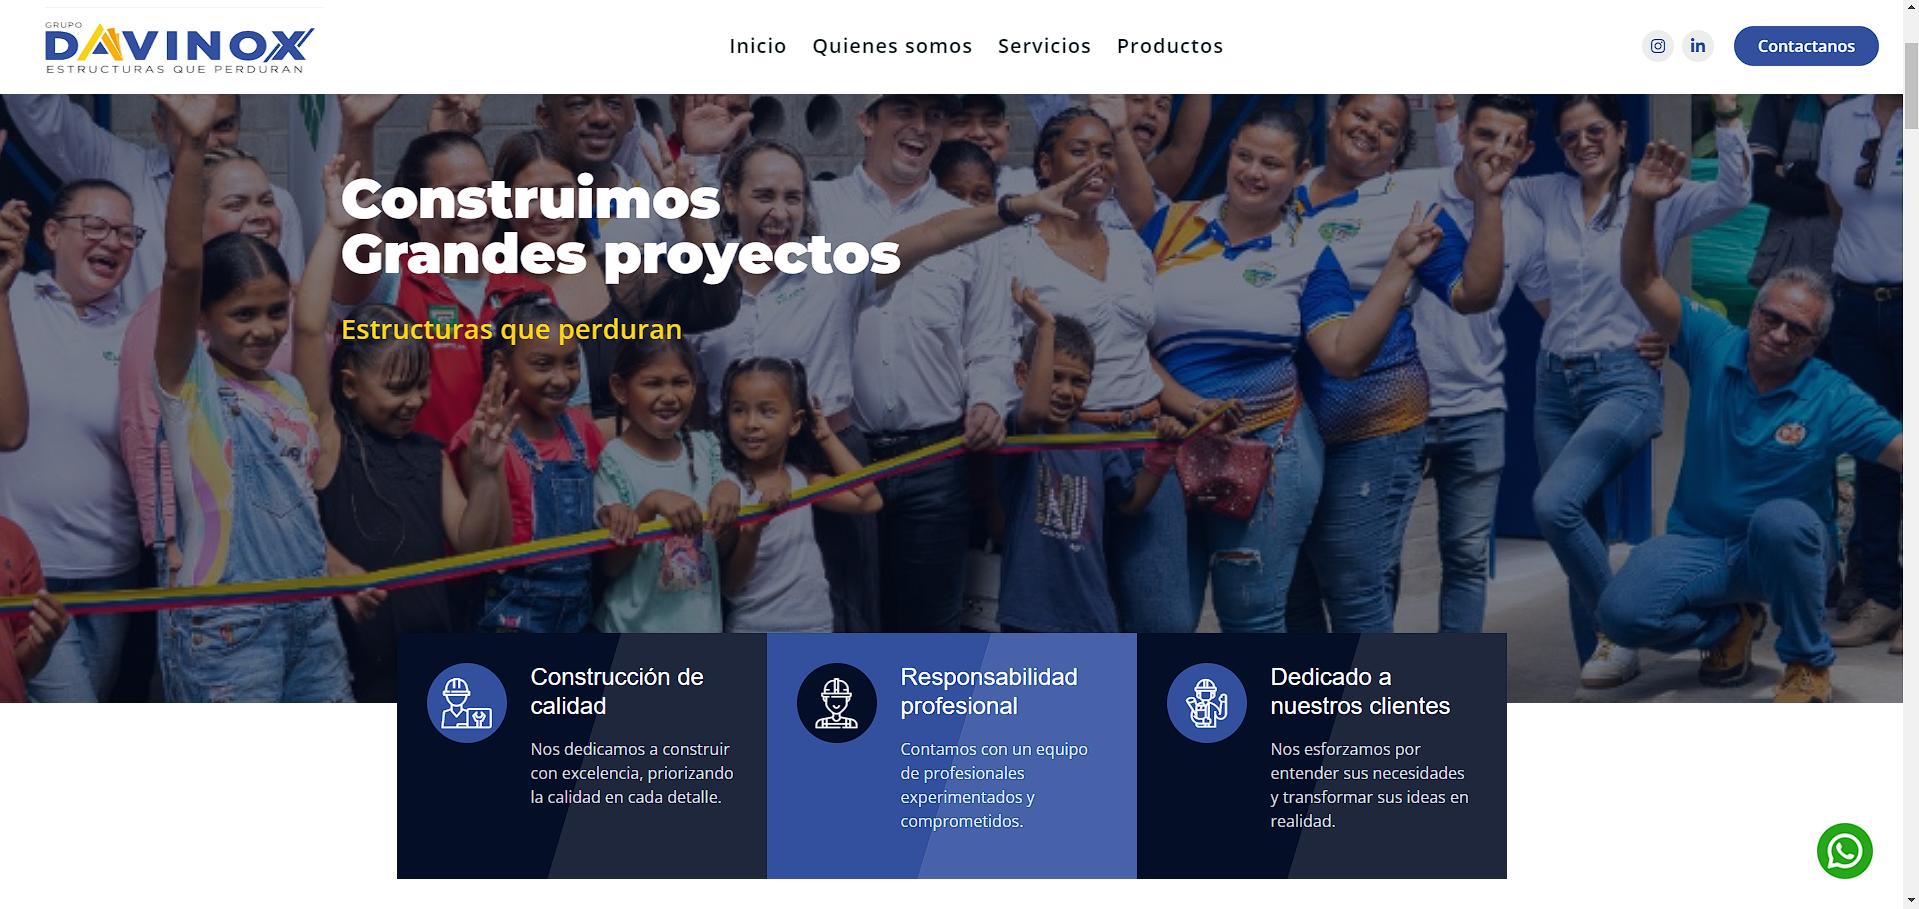 GRUPO
DAVINOX
ESTRUCTURAS QUE PERDURAN
Inicio
Quienes somos
Servicios
Productos
Contactanos
Construimos
Grandes proyectos
Estructuras que perduran
Construcción de
calidad
Nos dedicamos a construir
con excelencia, priorizando
la calidad en cada detalle.
Responsabilidad
profesional
Contamos con un equipo
de profesionales
experimentados y
comprometidos.
Dedicado a
nuestros clientes
Nos esforzamos por
entender sus necesidades
y transformar sus ideas en
realidad.